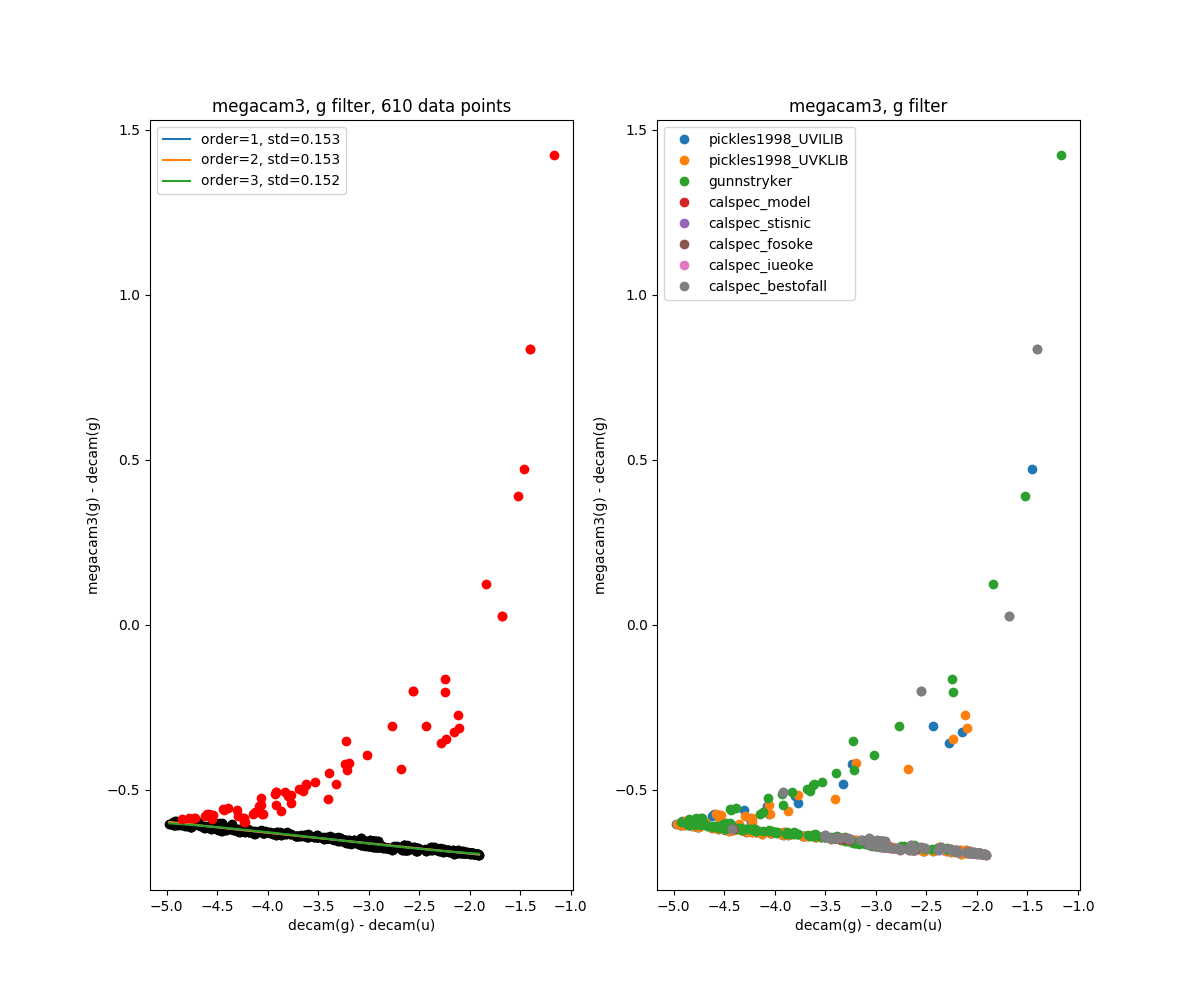 megacam3, g filter, 610 data points
order=1, std=0.153
order=2, std=0.153
order=3, std=0.152
1.5
1.0
0.5
0.0
−0.5
megacam3(g) - decam(g)
−5.0 −4.5 −4.0 −3.5 −3.0 −2.5 −2.0 −1.5 −1.0
decam(g) - decam(u)
megacam3, g filter
pickles1998_UVILIB
pickles1998_UVKLIB
gunnstryker
calspec_model
calspec_stisnic
calspec_fosoke
calspec_iueoke
calspec_bestofall
1.5
1.0
0.5
0.0
−0.5
megacam3(g) - decam(g)
−5.0 −4.5 −4.0 −3.5 −3.0 −2.5 −2.0 −1.5 −1.0
decam(g) - decam(u)